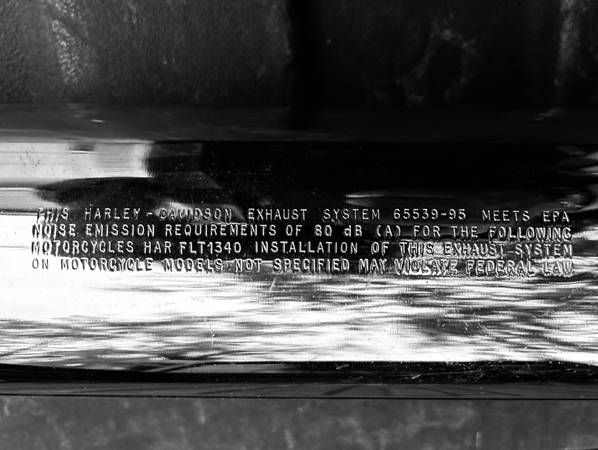 THIS HARLEY-DAVIDSON EXHAUST SYSTEM 65539-95 MEETS EPA
NOISE EMISSION REQUIREMENTS OF 80 dB (A) FOR THE FOLLOWING
MOTORCYCLES HAR FLT1340 INSTALLATION OF THIS EXHAUST SYSTEM
ON MOTORCYCLE MODELS NOT SPECIFIED MAY VIOLATE FEDERAL LAW